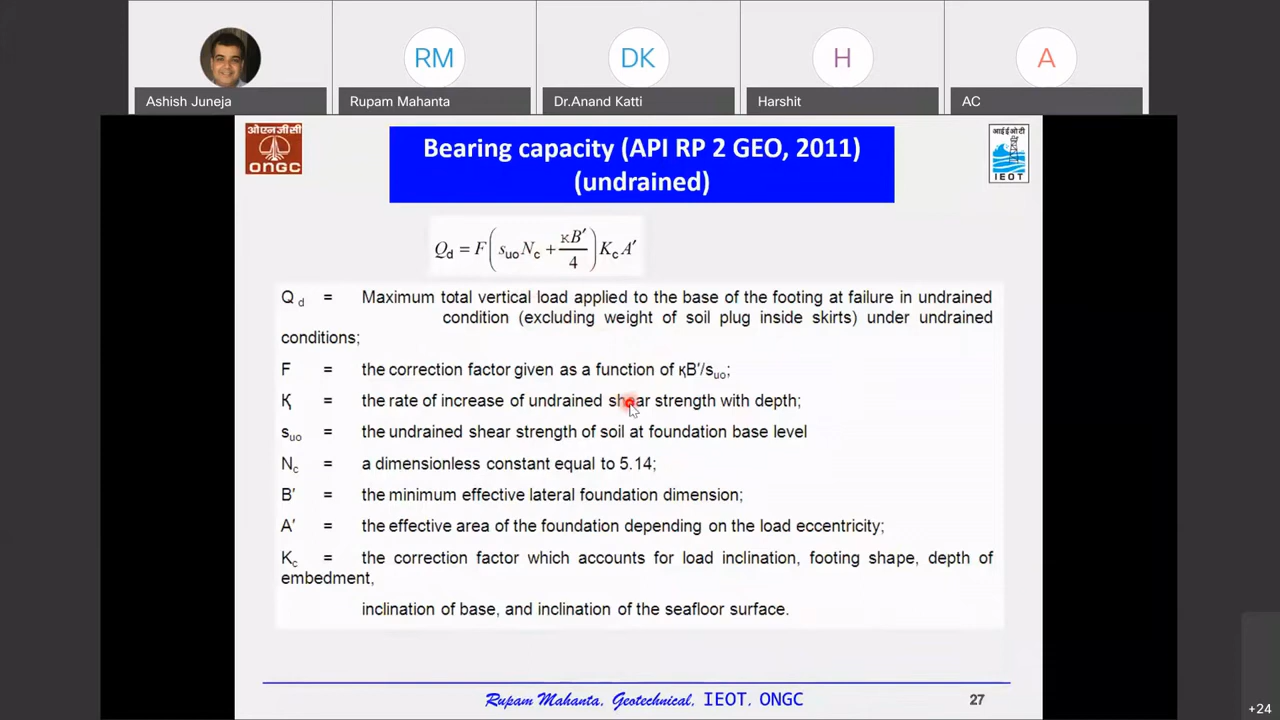 RM
DK
H
A
Ashish Juneja
Rupam Mahanta
Dr.Anand Katti
Harshit
AC
ओएनजीसी
ONGC
Bearing capacity (API RP 2 GEO, 2011)
(undrained)
आईईओटी
IEOT
Q_d = F(s_uo N_c + κB′/4) K_c A′
Q d = Maximum total vertical load applied to the base of the footing at failure in undrained
condition (excluding weight of soil plug inside skirts) under undrained
conditions;
F = the correction factor given as a function of қB′/s_uo;
Қ = the rate of increase of undrained shear strength with depth;
s_uo = the undrained shear strength of soil at foundation base level
N_c = a dimensionless constant equal to 5.14;
B′ = the minimum effective lateral foundation dimension;
A′ = the effective area of the foundation depending on the load eccentricity;
K_c = the correction factor which accounts for load inclination, footing shape, depth of
embedment,
inclination of base, and inclination of the seafloor surface.
Rupam Mahanta, Geotechnical, IEOT, ONGC
27
+24